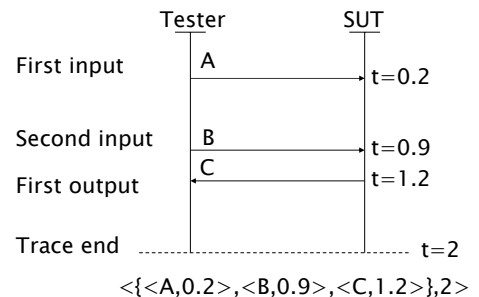 Tester SUT
First input A t=0.2
Second input B t=0.9
C t=1.2
First output
Trace end t=2
<{<A,0.2>,<B,0.9>,<C,1.2>},2>